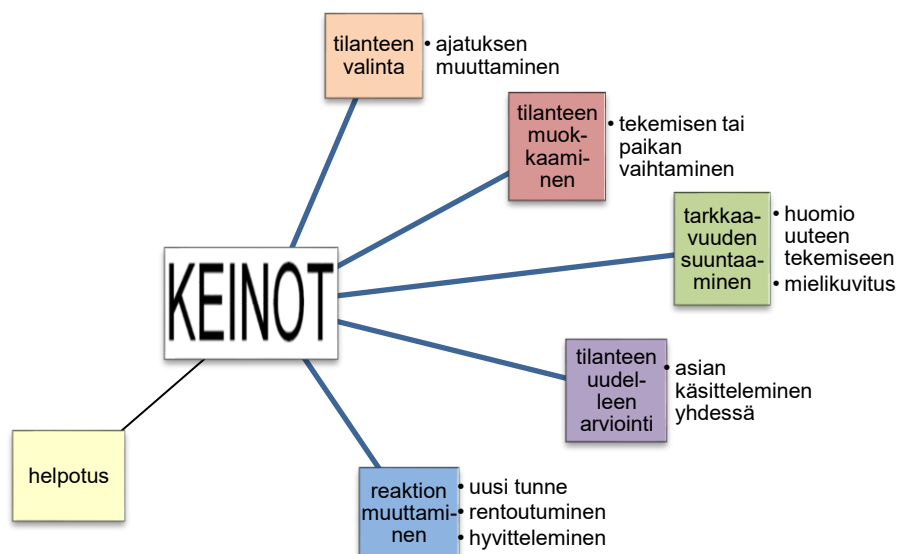 tilanteen
valinta
• ajatuksen
muuttaminen
tilanteen
muok-
kaami-
nen
• tekemisen tai
paikan
vaihtaminen
tarkkaa-
vuuden
suuntaa-
minen
• huomio
uuteen
tekemiseen
• mielikuvitus
KEINOT
tilanteen
uudel-
leen
arviointi
• asian
käsitteleminen
yhdessä
helpotus
reaktion
muuttami-
nen
• uusi tunne
• rentoutuminen
• hyvitteleminen